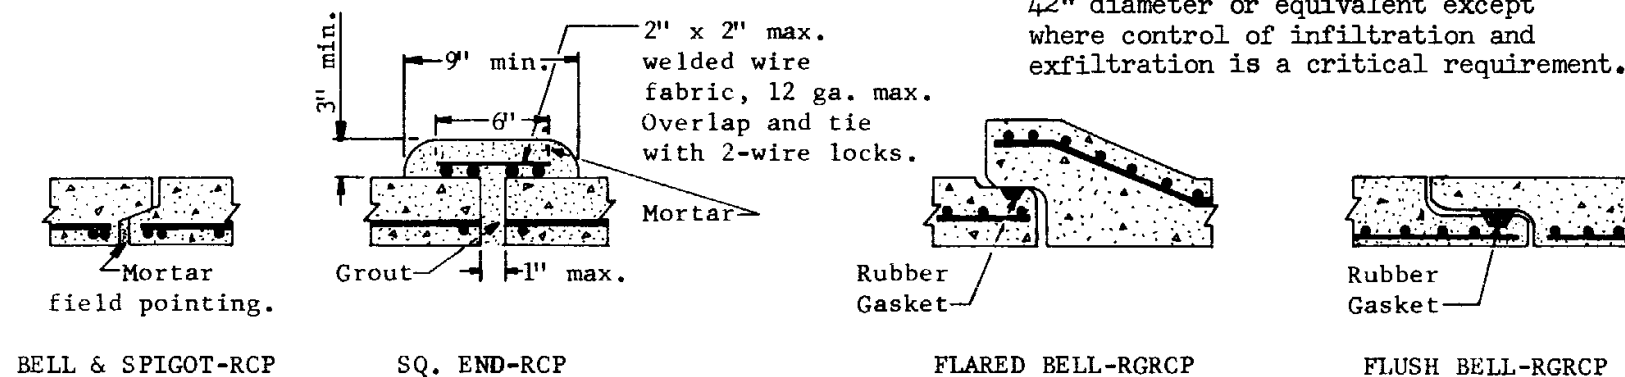 42" diameter or equivalent except
where control of infiltration and
exfiltration is a critical requirement.
3" min.
9" min.
6"
2" x 2" max.
welded wire
fabric, 12 ga. max.
Overlap and tie
with 2-wire locks.
Mortar
Mortar
field pointing.
Grout
1" max.
Rubber
Gasket
Rubber
Gasket
BELL & SPIGOT-RCP
SQ. END-RCP
FLARED BELL-RGRCP
FLUSH BELL-RGRCP